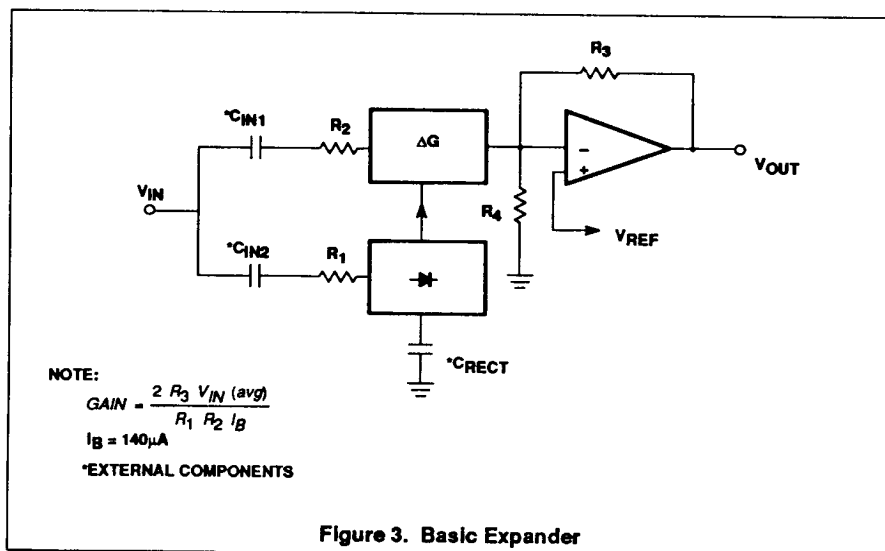 R3
*CIN1
R2
ΔG
−
+
VOUT
VIN
R4
VREF
*CIN2
R1
*CRECT
NOTE:
GAIN = 2 R3 VIN (avg) / R1 R2 IB
IB = 140μA
*EXTERNAL COMPONENTS
Figure 3. Basic Expander